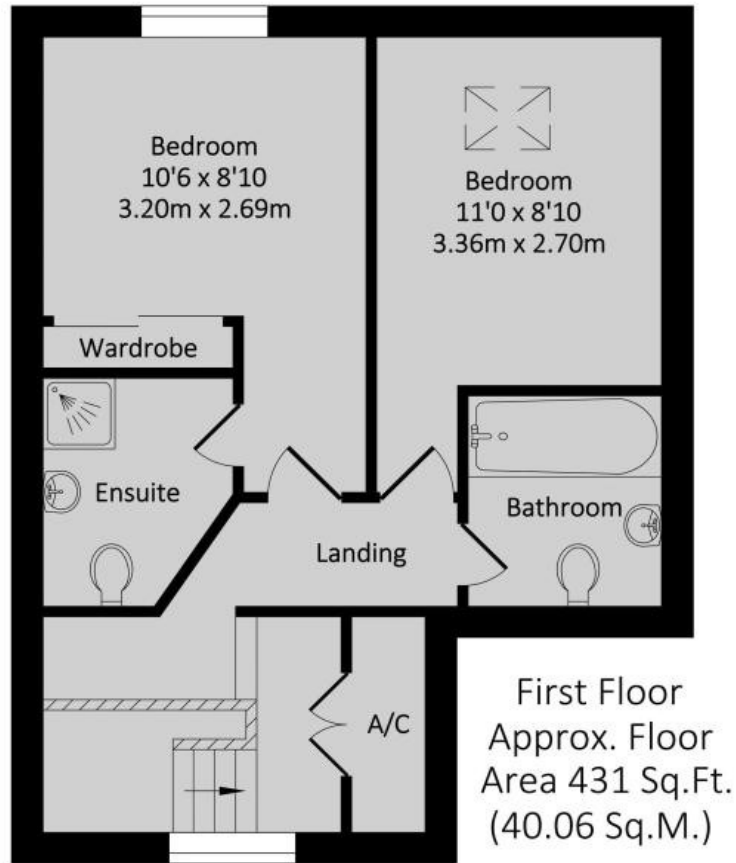 Bedroom
10'6 x 8'10
3.20m x 2.69m
Bedroom
11'0 x 8'10
3.36m x 2.70m
Wardrobe
Ensuite
Bathroom
Landing
A/C
First Floor
Approx. Floor
Area 431 Sq.Ft.
(40.06 Sq.M.)